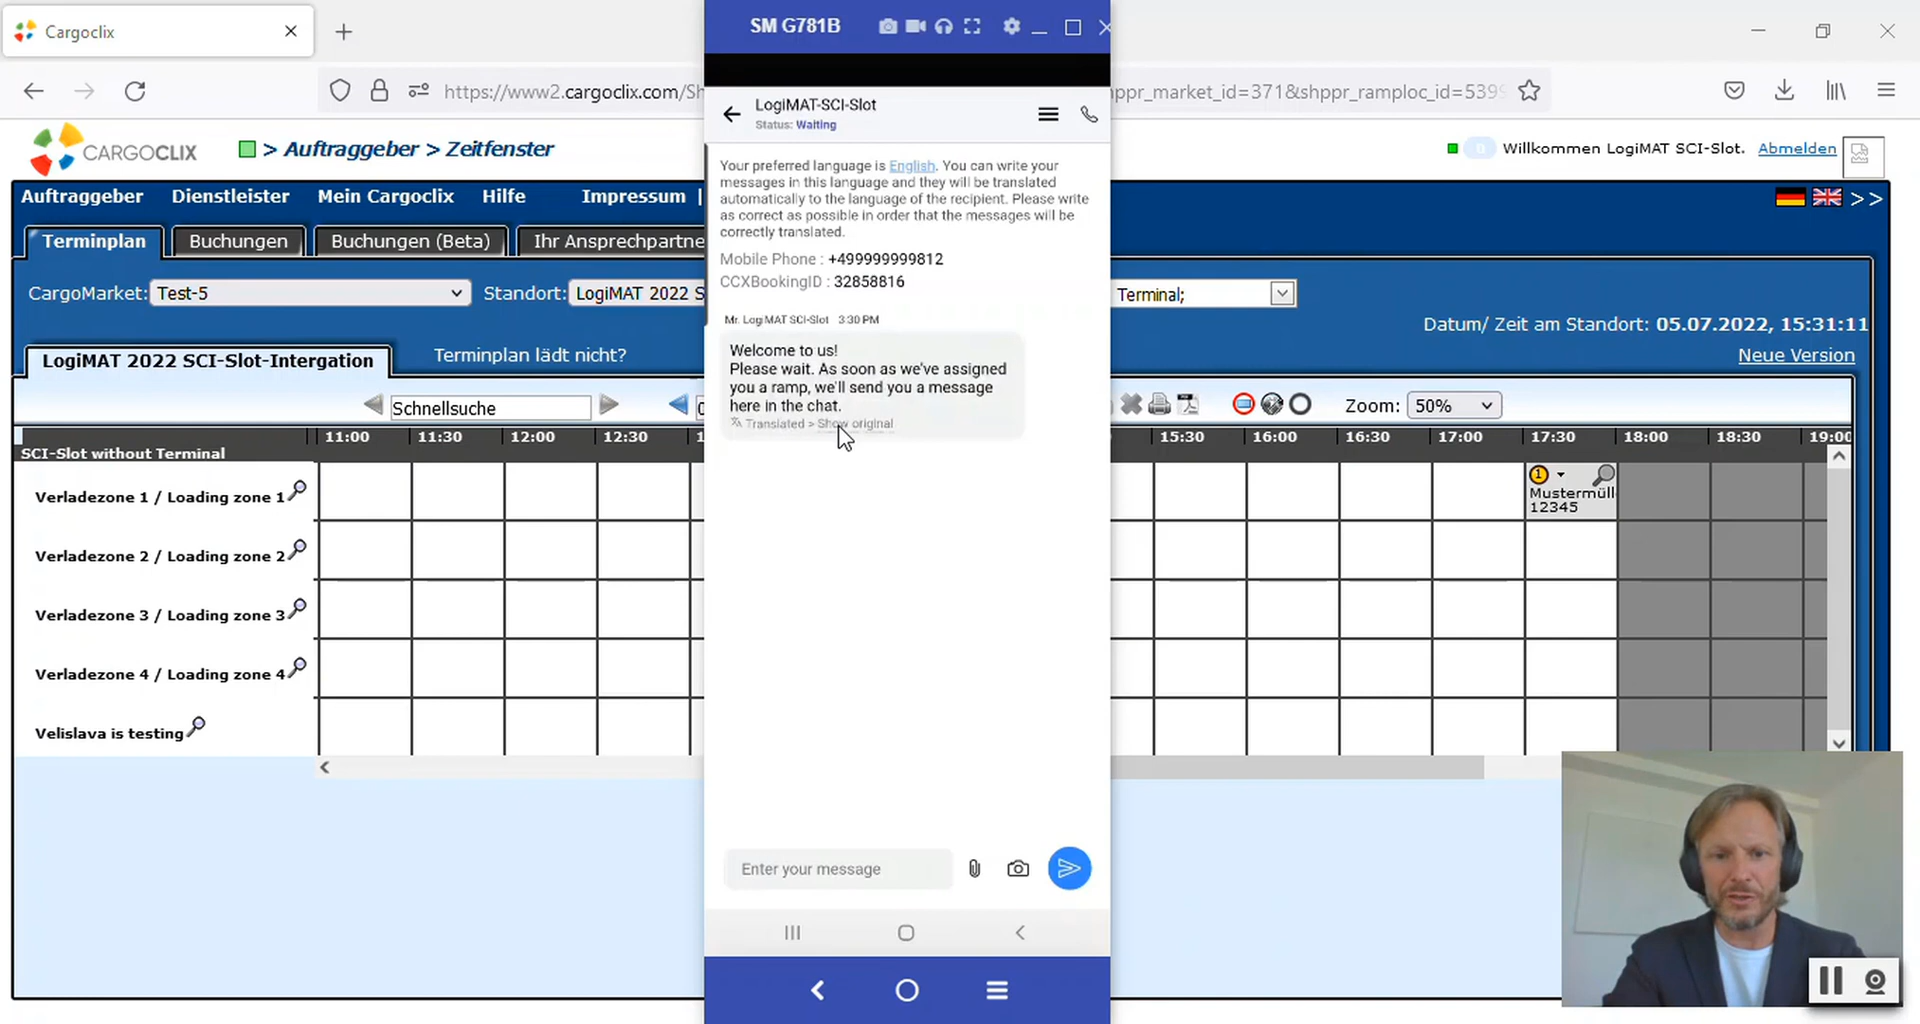 Cargoclix
SM G781B
https://www2.cargoclix.com/Sh
ppr_market_id=371&shppr_ramploc_id=5399
CARGOCLIX
> Auftraggeber > Zeitfenster
Willkommen LogiMAT SCI-Slot. Abmelden
Auftraggeber Dienstleister Mein Cargoclix Hilfe Impressum |
> >
Terminplan Buchungen Buchungen (Beta) Ihr Ansprechpartne
CargoMarket: Test-5 Standort: LogiMAT 2022 S
Terminal;
Datum/ Zeit am Standort: 05.07.2022, 15:31:11
LogiMAT 2022 SCI-Slot-Intergation Terminplan lädt nicht?
Neue Version
Schnellsuche
Zoom: 50%
11:00 11:30 12:00 12:30
15:30 16:00 16:30 17:00 17:30 18:00 18:30 19:00
SCI-Slot without Terminal
Verladezone 1 / Loading zone 1
1
Mustermüll
12345
Verladezone 2 / Loading zone 2
Verladezone 3 / Loading zone 3
Verladezone 4 / Loading zone 4
Velislava is testing
LogiMAT-SCI-Slot
Status: Waiting
Your preferred language is English. You can write your
messages in this language and they will be translated
automatically to the language of the recipient. Please write
as correct as possible in order that the messages will be
correctly translated.
Mobile Phone : +499999999812
CCXBookingID : 32858816
Mr. LogiMAT SCI-Slot 3:30 PM
Welcome to us!
Please wait. As soon as we've assigned
you a ramp, we'll send you a message
here in the chat.
Translated > Show original
Enter your message